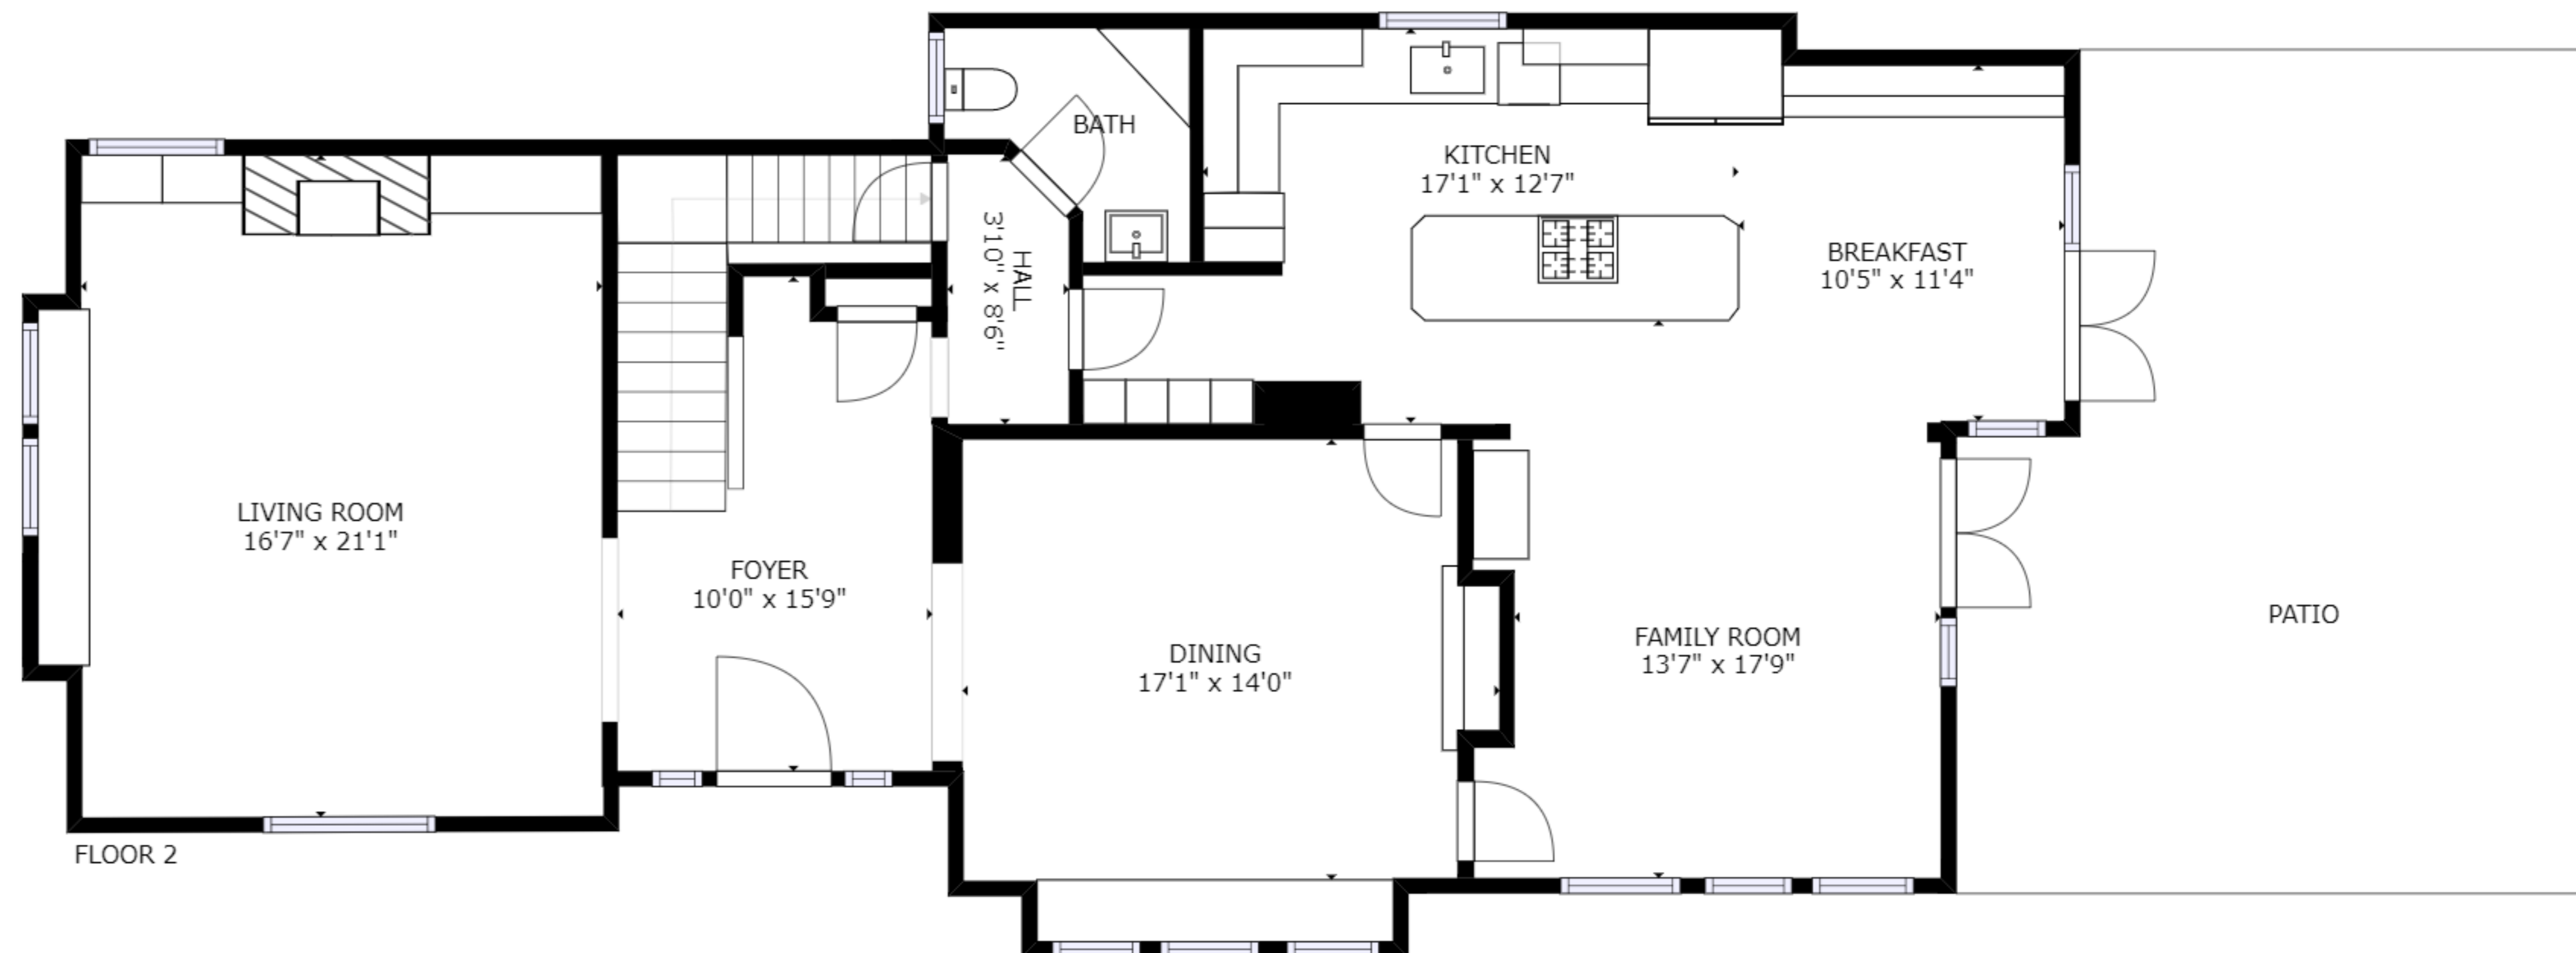 BATH
KITCHEN
17'1" x 12'7"
HALL
3'10" x 8'6"
BREAKFAST
10'5" x 11'4"
LIVING ROOM
16'7" x 21'1"
FOYER
10'0" x 15'9"
DINING
17'1" x 14'0"
FAMILY ROOM
13'7" x 17'9"
PATIO
FLOOR 2